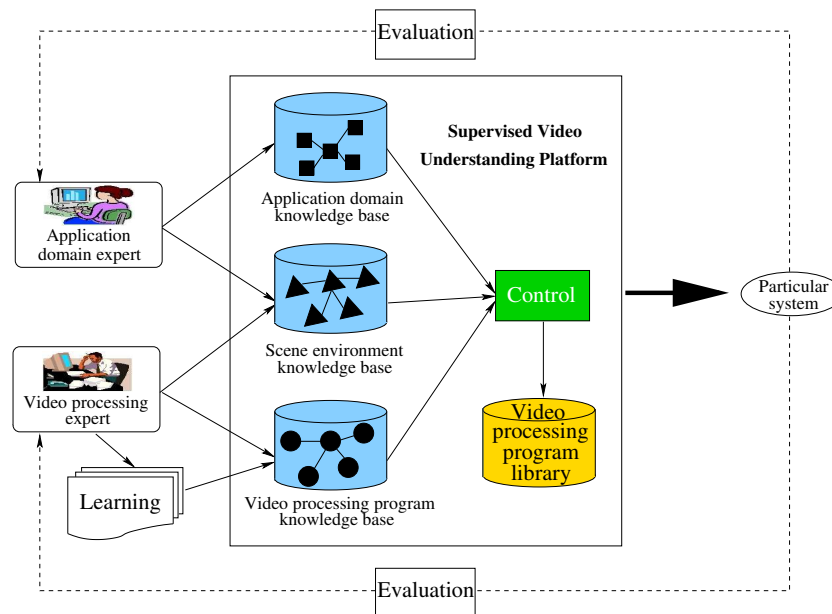 Evaluation
Supervised Video
Understanding Platform
Application domain
knowledge base
Application
domain expert
Control
Particular
system
Scene environment
knowledge base
Video processing
expert
Video
processing
program
library
Learning
Video processing program
knowledge base
Evaluation